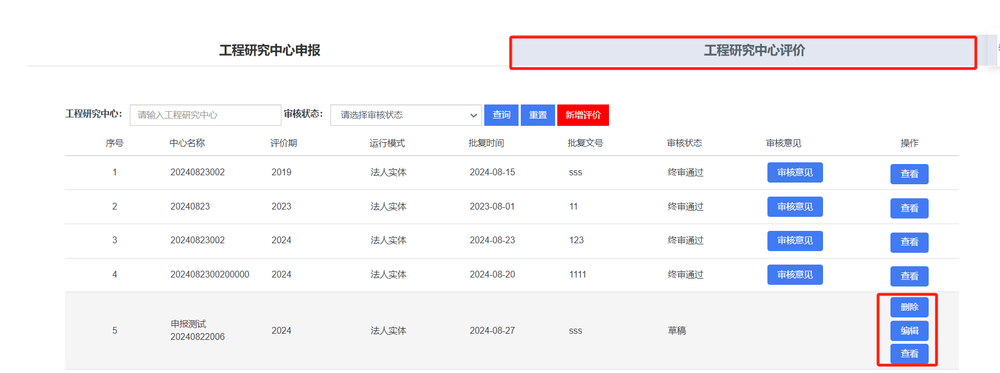 工程研究中心申报 工程研究中心评价
工程研究中心： 请输入工程研究中心 审核状态： 请选择审核状态 查询 重置 新增评价
序号 中心名称 评价期 运行模式 批复时间 批复文号 审核状态 审核意见 操作
1 20240823002 2019 法人实体 2024-08-15 sss 终审通过 审核意见 查看
2 20240823 2023 法人实体 2023-08-01 11 终审通过 审核意见 查看
3 20240823002 2024 法人实体 2024-08-23 123 终审通过 审核意见 查看
4 2024082300200000 2024 法人实体 2024-08-20 1111 终审通过 审核意见 查看
删除
申报测试
5 2024 法人实体 2024-08-27 sss 草稿 编辑
20240822006
查看